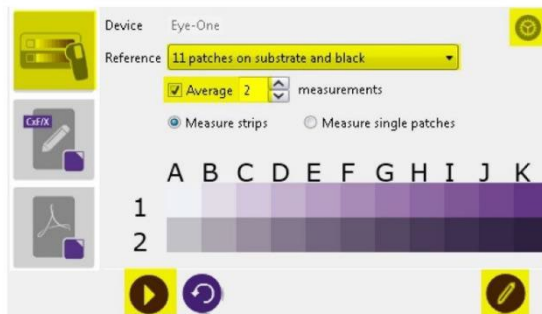 Device Eye-One
Reference 11 patches on substrate and black
Average 2 measurements
CxF/X
Measure strips Measure single patches
A B C D E F G H I J K
1
2